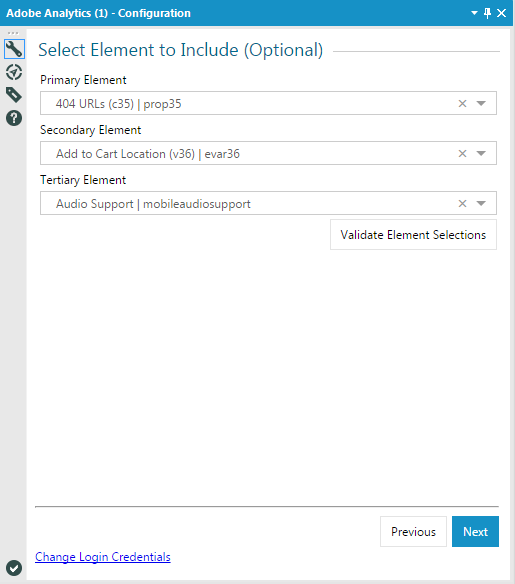 Adobe Analytics (1) - Configuration
Select Element to Include (Optional)
Primary Element
404 URLs (c35) | prop35
Secondary Element
Add to Cart Location (v36) | evar36
Tertiary Element
Audio Support | mobileaudiosupport
Validate Element Selections
Previous
Next
Change Login Credentials